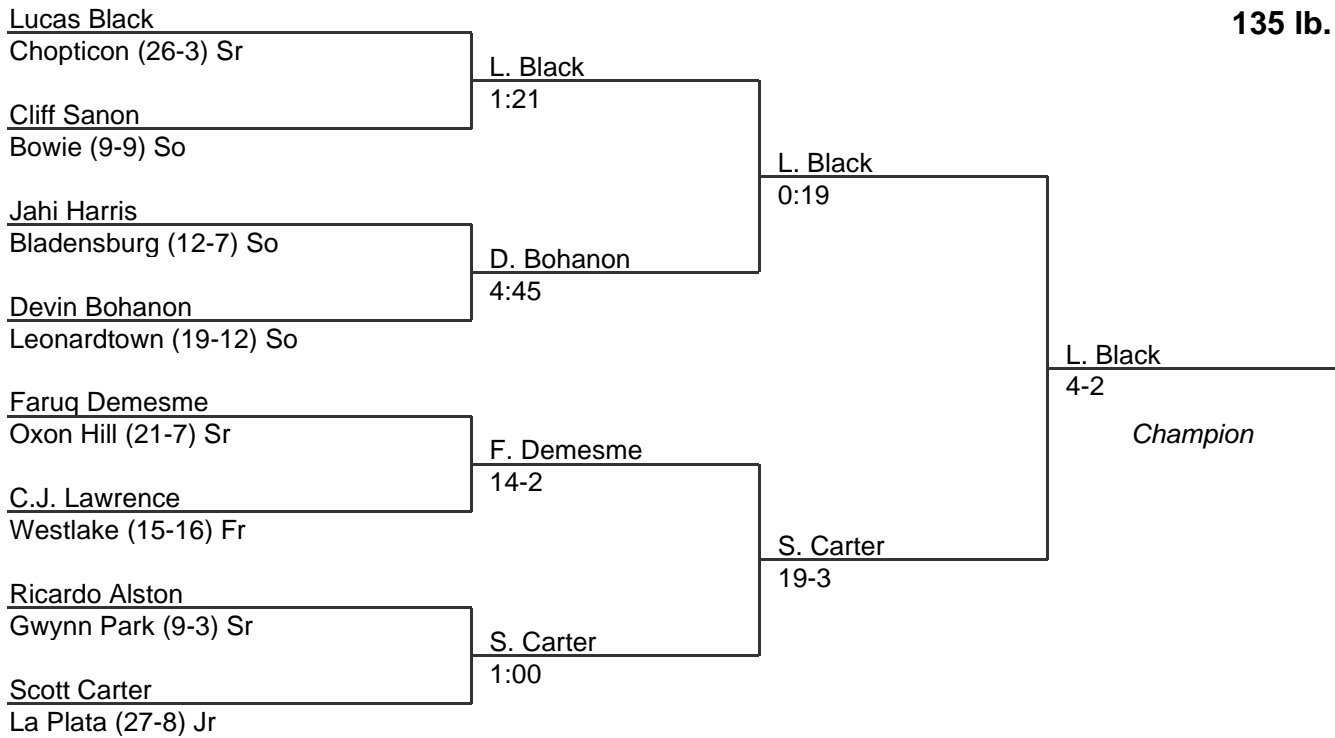 135 lb.
Lucas Black
Chopticon (26-3) Sr
L. Black
1:21
Cliff Sanon
Bowie (9-9) So
L. Black
0:19
Jahi Harris
Bladensburg (12-7) So
D. Bohanon
4:45
Devin Bohanon
Leonardtown (19-12) So
L. Black
4-2
Champion
Faruq Demesme
Oxon Hill (21-7) Sr
F. Demesme
14-2
C.J. Lawrence
Westlake (15-16) Fr
S. Carter
19-3
Ricardo Alston
Gwynn Park (9-3) Sr
S. Carter
1:00
Scott Carter
La Plata (27-8) Jr